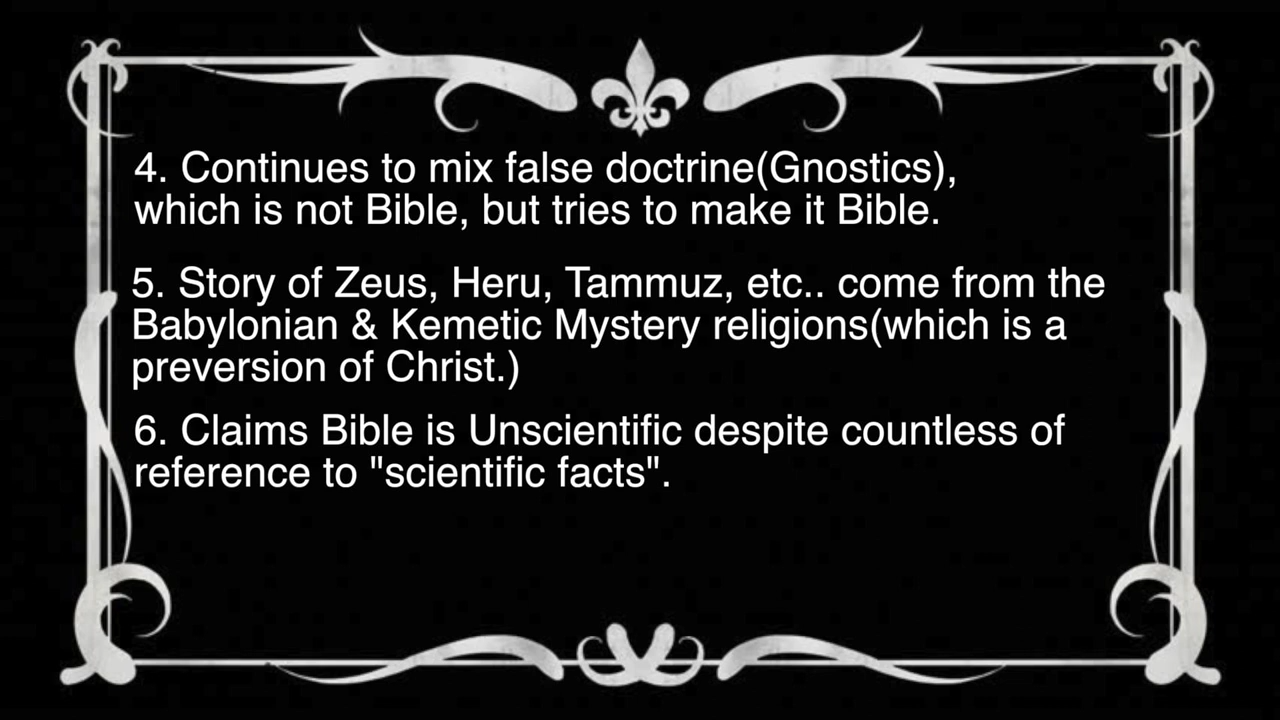 4. Continues to mix false doctrine(Gnostics),
which is not Bible, but tries to make it Bible.
5. Story of Zeus, Heru, Tammuz, etc.. come from the
Babylonian & Kemetic Mystery religions(which is a
preversion of Christ.)
6. Claims Bible is Unscientific despite countless of
reference to "scientific facts".